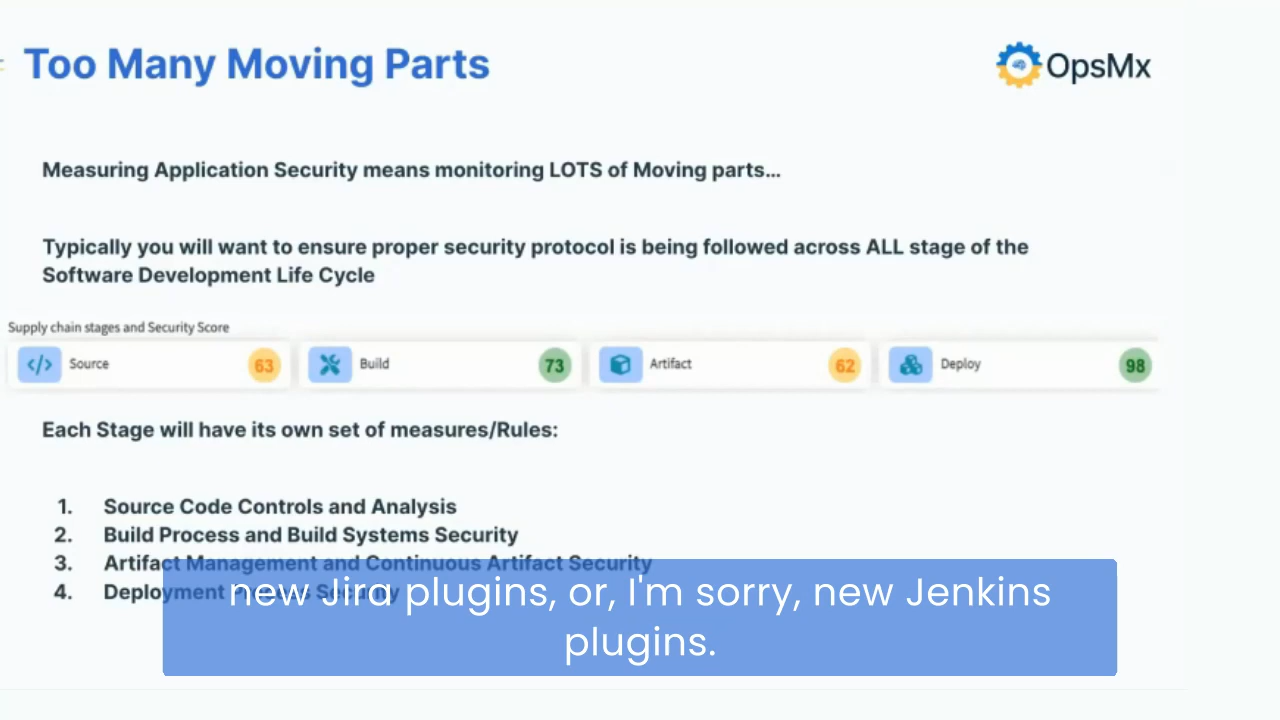 Too Many Moving Parts
OpsMx
Measuring Application Security means monitoring LOTS of Moving parts...
Typically you will want to ensure proper security protocol is being followed across ALL stage of the
Software Development Life Cycle
Supply chain stages and Security Score
</> Source 63 Build 73 Artifact 62 Deploy 98
Each Stage will have its own set of measures/Rules:
1. Source Code Controls and Analysis
2. Build Process and Build Systems Security
3. Artifact Management and Continuous Artifact Security
4. Deployment Process Security
new Jira plugins, or, I'm sorry, new Jenkins
plugins.